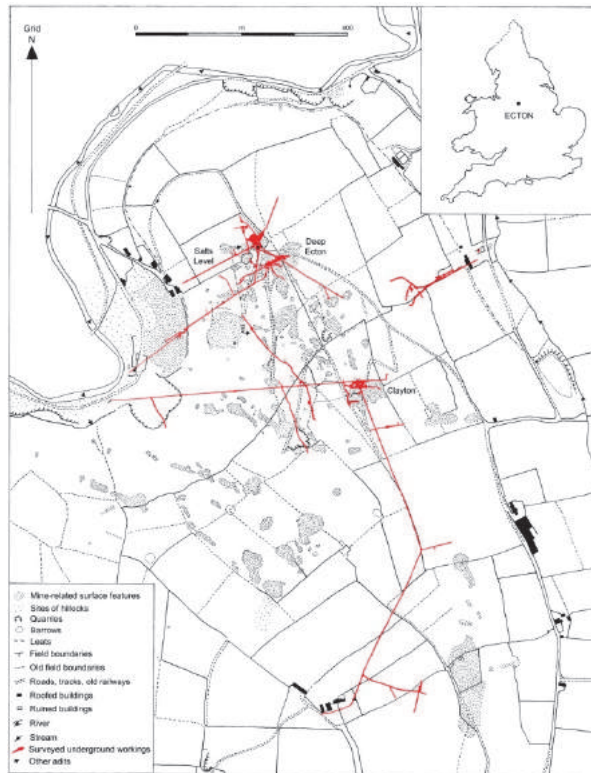 Grid
N
0
m
800
ECTON
Salts
Level
Deep
Ecton
Clayton
Mine-related surface features
Sites of hillocks
Quarries
Barrows
Leats
Field boundaries
Old field boundaries
Roads, tracks, old railways
Roofed buildings
Ruined buildings
River
Stream
Surveyed underground workings
Other adits